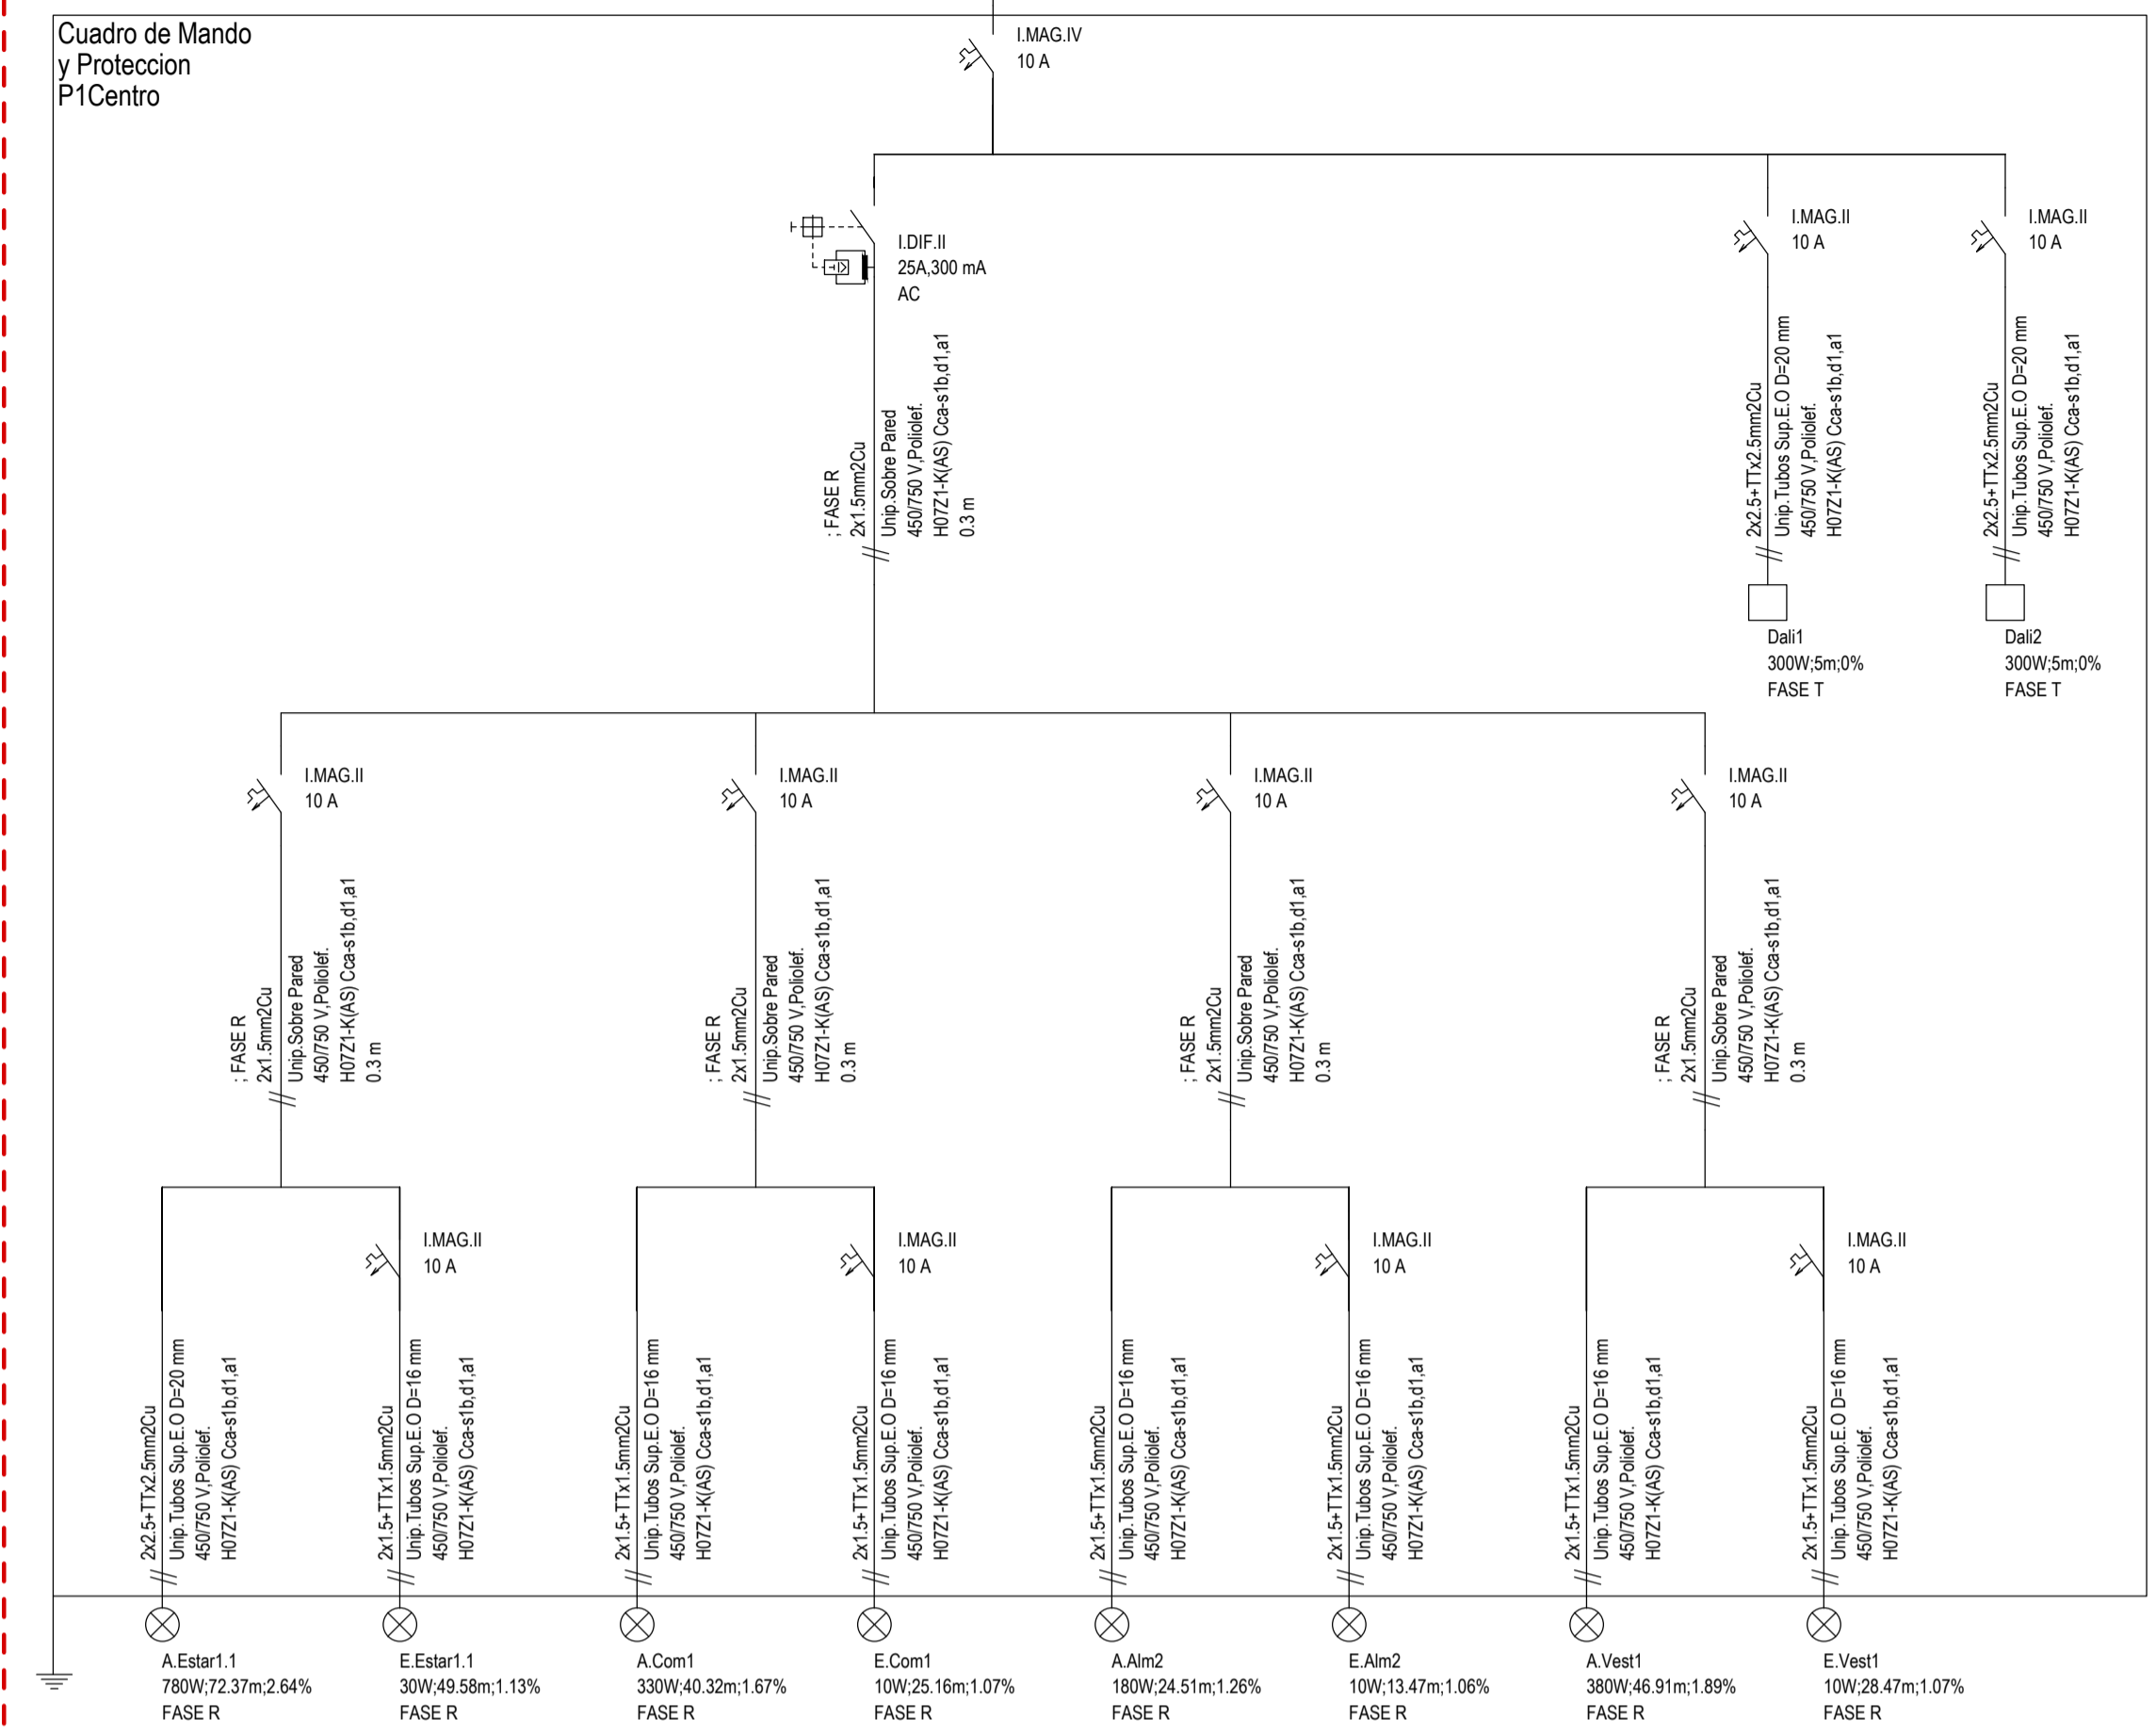 Cuadro de Mando
y Proteccion
P1Centro
I.MAG.IV
10 A
I.DIF.II
25A,300 mA
AC
; FASE R
2x1.5mm2Cu
Unip.Sobre Pared
450/750 V,Poliolef.
H07Z1-K(AS) Cca-s1b,d1,a1
0.3 m
I.MAG.II
10 A
2x2.5+TTx2.5mm2Cu
Unip.Tubos Sup.E.O D=20 mm
450/750 V,Poliolef.
H07Z1-K(AS) Cca-s1b,d1,a1
Dali1
300W;5m;0%
FASE T
I.MAG.II
10 A
2x2.5+TTx2.5mm2Cu
Unip.Tubos Sup.E.O D=20 mm
450/750 V,Poliolef.
H07Z1-K(AS) Cca-s1b,d1,a1
Dali2
300W;5m;0%
FASE T
I.MAG.II
10 A
; FASE R
2x1.5mm2Cu
Unip.Sobre Pared
450/750 V,Poliolef.
H07Z1-K(AS) Cca-s1b,d1,a1
0.3 m
I.MAG.II
10 A
; FASE R
2x1.5mm2Cu
Unip.Sobre Pared
450/750 V,Poliolef.
H07Z1-K(AS) Cca-s1b,d1,a1
0.3 m
I.MAG.II
10 A
; FASE R
2x1.5mm2Cu
Unip.Sobre Pared
450/750 V,Poliolef.
H07Z1-K(AS) Cca-s1b,d1,a1
0.3 m
I.MAG.II
10 A
; FASE R
2x1.5mm2Cu
Unip.Sobre Pared
450/750 V,Poliolef.
H07Z1-K(AS) Cca-s1b,d1,a1
0.3 m
2x2.5+TTx2.5mm2Cu
Unip.Tubos Sup.E.O D=20 mm
450/750 V,Poliolef.
H07Z1-K(AS) Cca-s1b,d1,a1
A.Estar1.1
780W;72.37m;2.64%
FASE R
I.MAG.II
10 A
2x1.5+TTx1.5mm2Cu
Unip.Tubos Sup.E.O D=16 mm
450/750 V,Poliolef.
H07Z1-K(AS) Cca-s1b,d1,a1
E.Estar1.1
30W;49.58m;1.13%
FASE R
2x1.5+TTx1.5mm2Cu
Unip.Tubos Sup.E.O D=16 mm
450/750 V,Poliolef.
H07Z1-K(AS) Cca-s1b,d1,a1
A.Com1
330W;40.32m;1.67%
FASE R
I.MAG.II
10 A
2x1.5+TTx1.5mm2Cu
Unip.Tubos Sup.E.O D=16 mm
450/750 V,Poliolef.
H07Z1-K(AS) Cca-s1b,d1,a1
E.Com1
10W;25.16m;1.07%
FASE R
2x1.5+TTx1.5mm2Cu
Unip.Tubos Sup.E.O D=16 mm
450/750 V,Poliolef.
H07Z1-K(AS) Cca-s1b,d1,a1
A.Alm2
180W;24.51m;1.26%
FASE R
I.MAG.II
10 A
2x1.5+TTx1.5mm2Cu
Unip.Tubos Sup.E.O D=16 mm
450/750 V,Poliolef.
H07Z1-K(AS) Cca-s1b,d1,a1
E.Alm2
10W;13.47m;1.06%
FASE R
2x1.5+TTx1.5mm2Cu
Unip.Tubos Sup.E.O D=16 mm
450/750 V,Poliolef.
H07Z1-K(AS) Cca-s1b,d1,a1
A.Vest1
380W;46.91m;1.89%
FASE R
I.MAG.II
10 A
2x1.5+TTx1.5mm2Cu
Unip.Tubos Sup.E.O D=16 mm
450/750 V,Poliolef.
H07Z1-K(AS) Cca-s1b,d1,a1
E.Vest1
10W;28.47m;1.07%
FASE R